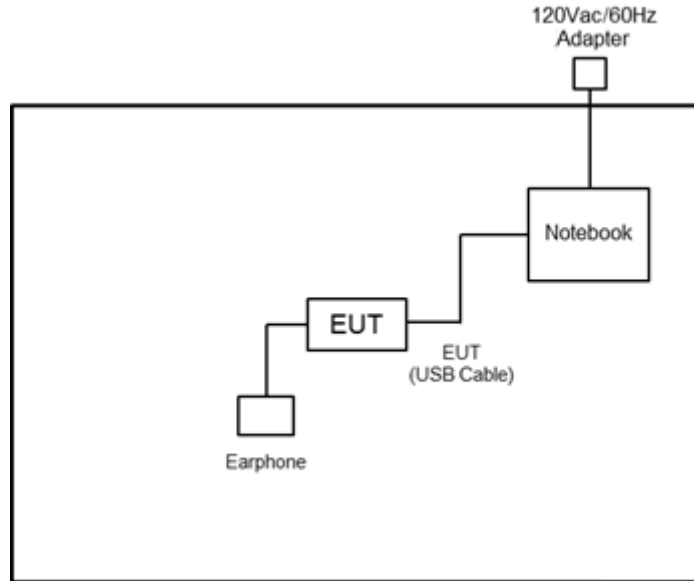 120Vac/60Hz
Adapter
Notebook
EUT
EUT
(USB Cable)
Earphone